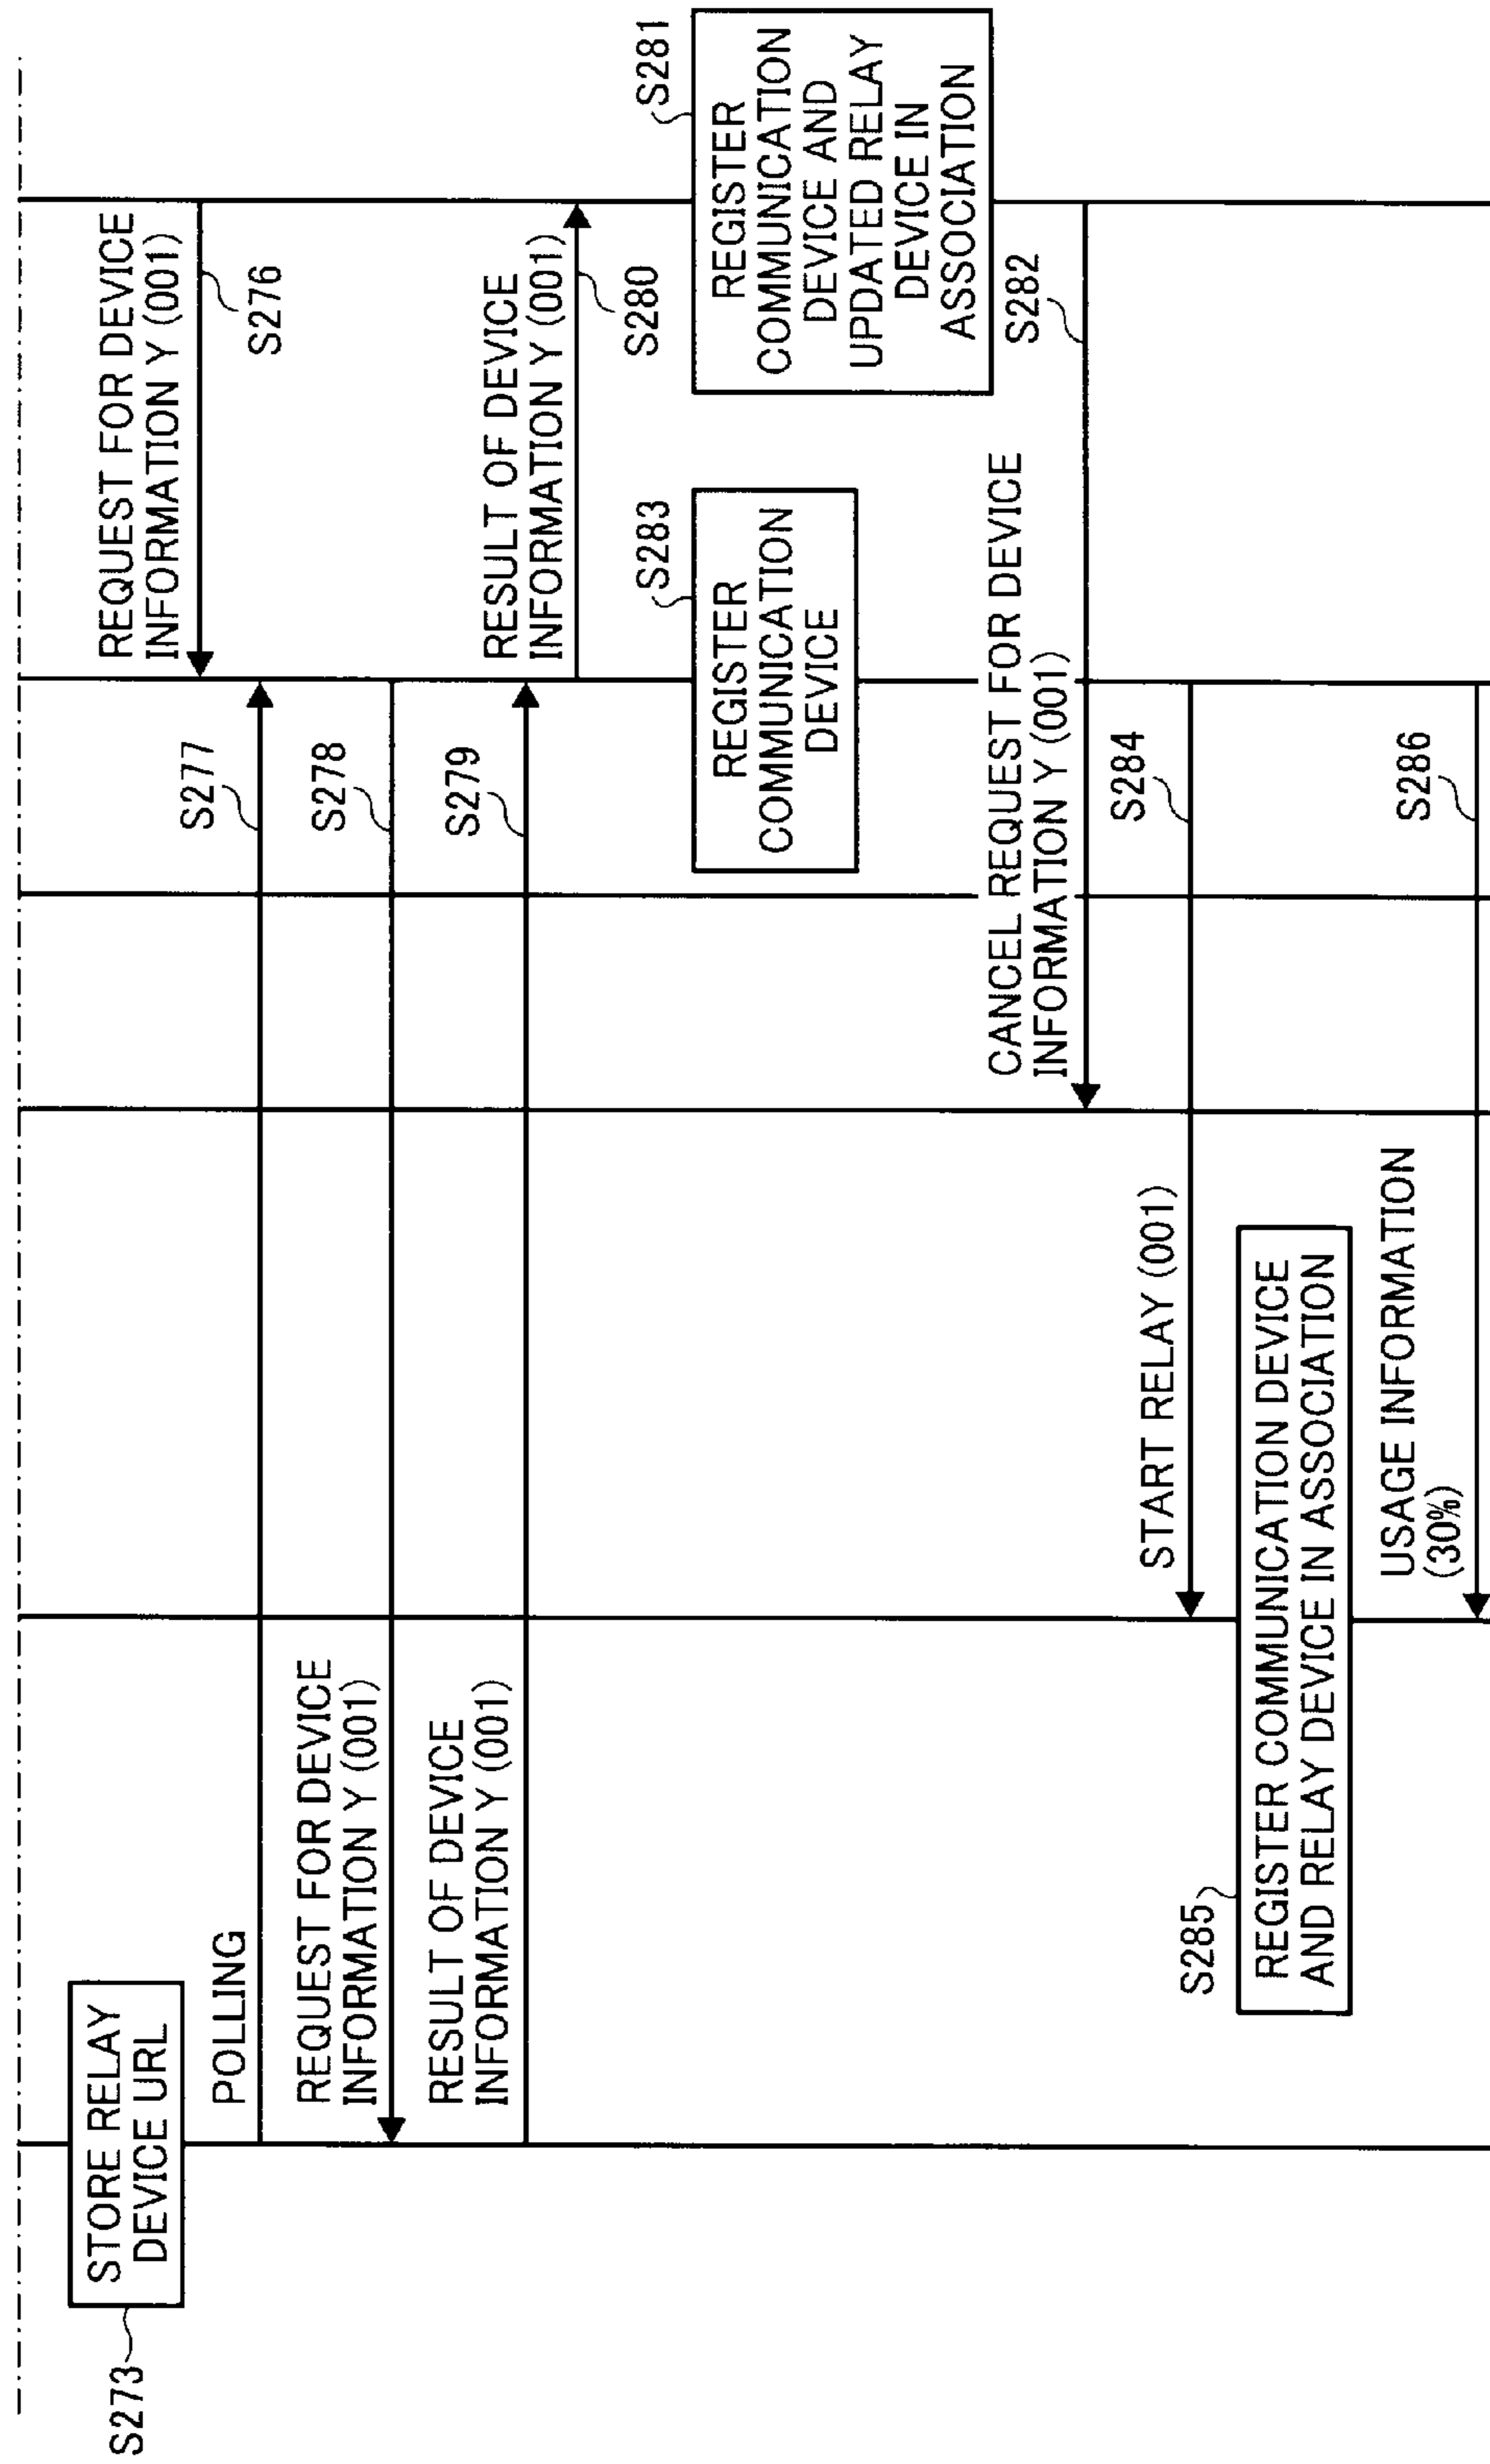 S273
STORE RELAY
DEVICE URL
REQUEST FOR DEVICE
INFORMATION Y (001)
S276
POLLING
S277
REQUEST FOR DEVICE
INFORMATION Y (001)
S278
RESULT OF DEVICE
INFORMATION Y (001)
S279
RESULT OF DEVICE
INFORMATION Y (001)
S280
S281
REGISTER
COMMUNICATION
DEVICE AND
UPDATED RELAY
DEVICE IN
ASSOCIATION
S283
REGISTER
COMMUNICATION
DEVICE
S282
CANCEL REQUEST FOR DEVICE
INFORMATION Y (001)
START RELAY (001)
S284
S285
REGISTER COMMUNICATION DEVICE
AND RELAY DEVICE IN ASSOCIATION
USAGE INFORMATION
(30%)
S286